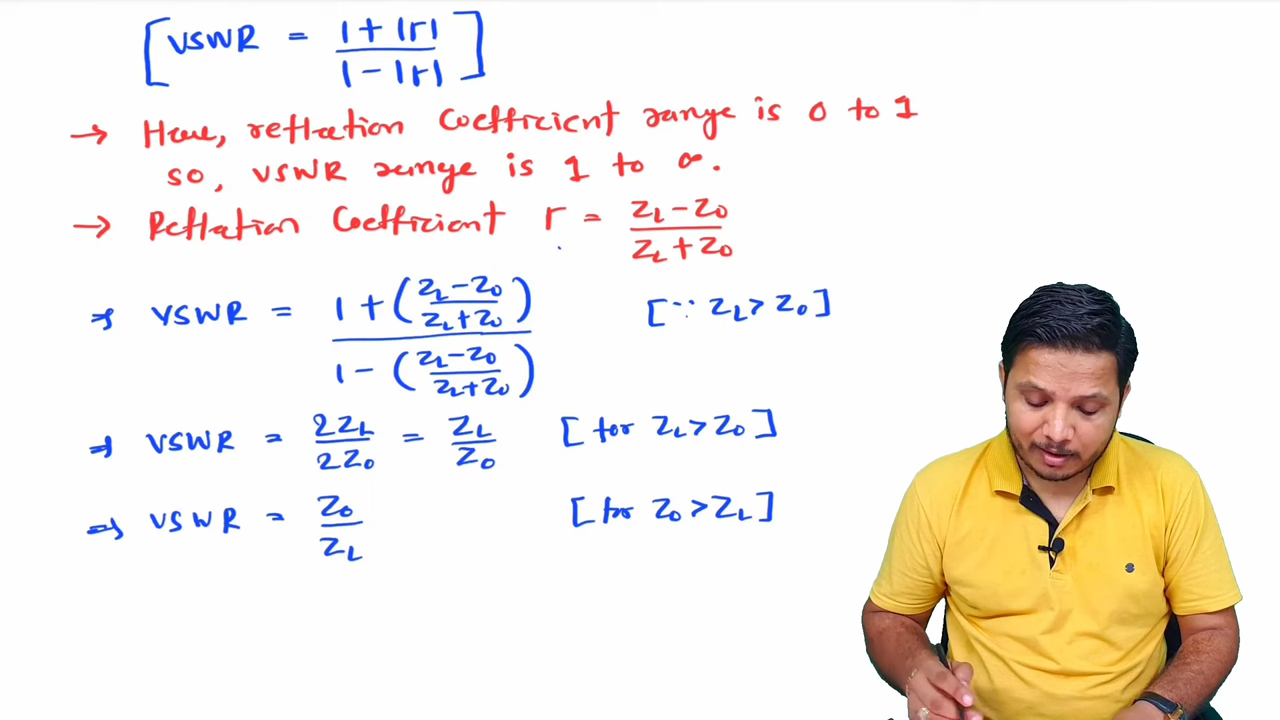 [VSWR = (1 + |Γ|) / (1 - |Γ|)]
→ Here, reflection Coefficient range is 0 to 1
so, VSWR range is 1 to ∞.
→ Reflection Coefficient Γ = (ZL - Z0) / (ZL + Z0)
⇒ VSWR = (1 + ((ZL - Z0) / (ZL + Z0))) / (1 - ((ZL - Z0) / (ZL + Z0))) [∵ ZL > Z0]
⇒ VSWR = 2ZL / 2Z0 = ZL / Z0 [for ZL > Z0]
⇒ VSWR = Z0 / ZL [for Z0 > ZL]